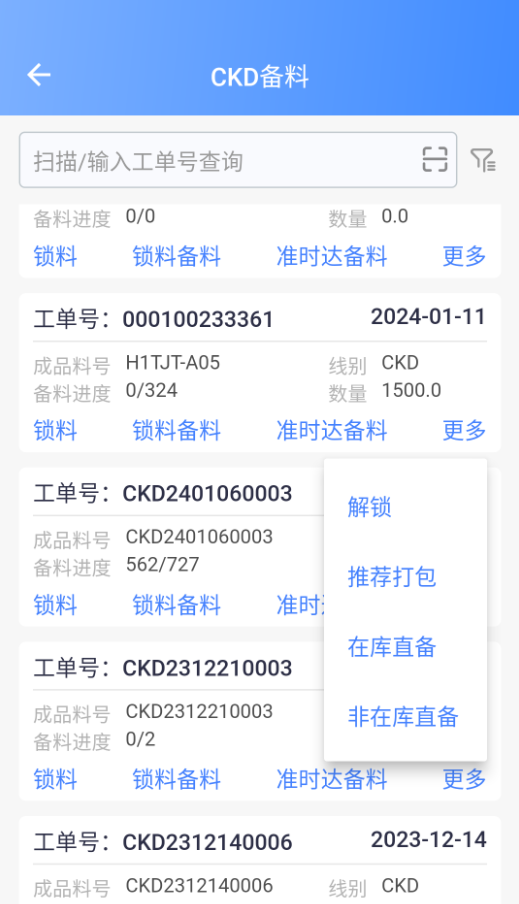 CKD备料
扫描/输入工单号查询
备料进度 0/0 数量 0.0
锁料 锁料备料 准时达备料 更多
工单号：000100233361 2024-01-11
成品料号 H1TJT-A05 线别 CKD
备料进度 0/324 数量 1500.0
锁料 锁料备料 准时达备料 更多
工单号：CKD2401060003
解锁
成品料号 CKD2401060003
备料进度 562/727
推荐打包
锁料 锁料备料 准时
在库直备
工单号：CKD2312210003
成品料号 CKD2312210003
非在库直备
备料进度 0/2
锁料 锁料备料 准时达备料 更多
工单号：CKD2312140006 2023-12-14
成品料号 CKD2312140006 线别 CKD